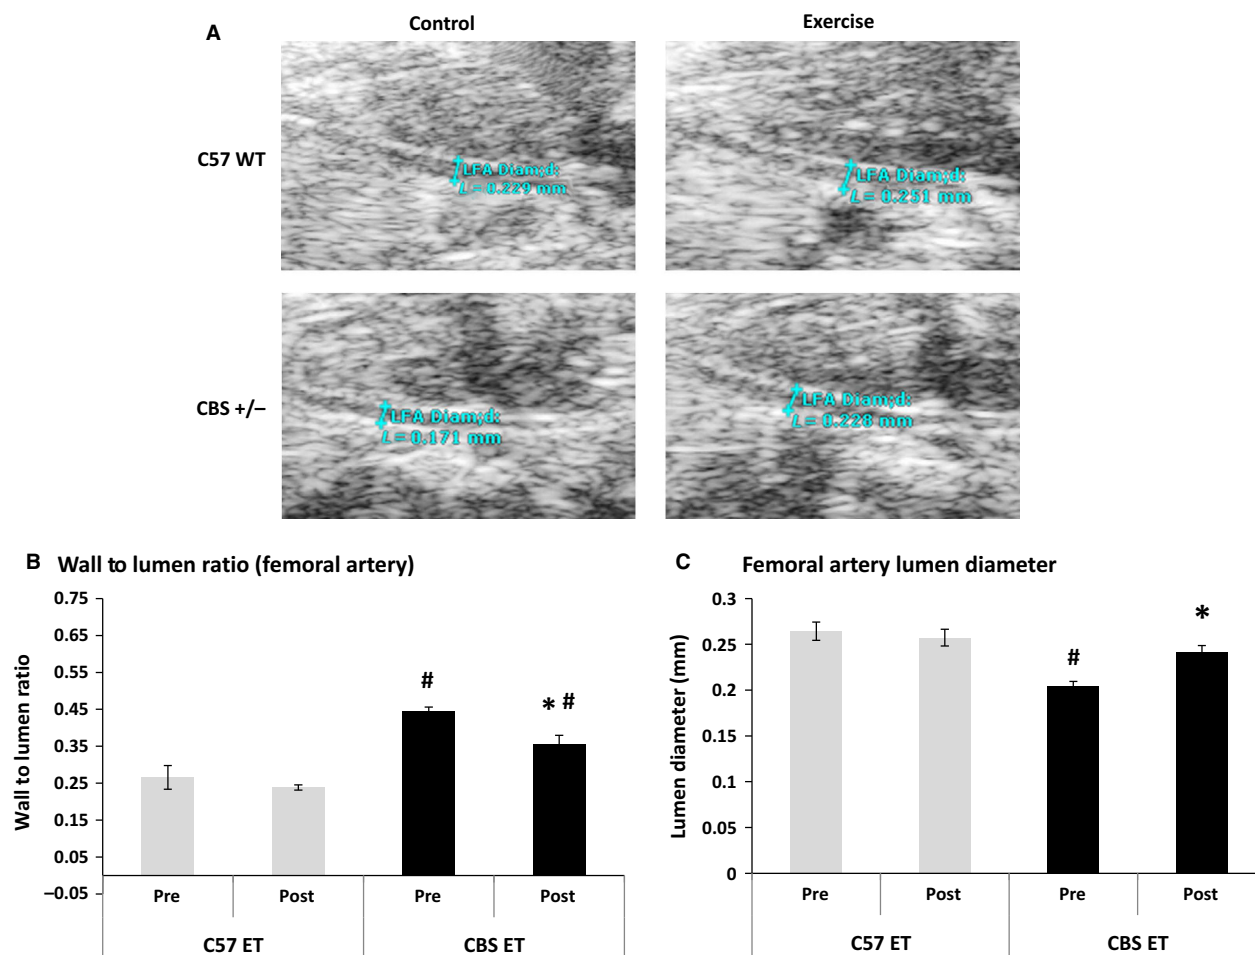 A
Control
Exercise
C57 WT
LFA Diam;d:
L = 0.229 mm
LFA Diam;d:
L = 0.251 mm
CBS +/–
LFA Diam;d:
L = 0.171 mm
LFA Diam;d:
L = 0.228 mm
B Wall to lumen ratio (femoral artery)
0.75
0.65
0.55
0.45
0.35
0.25
0.15
0.05
–0.05
Wall to lumen ratio
#
* #
Pre
Post
Pre
Post
C57 ET
CBS ET
C Femoral artery lumen diameter
0.3
0.25
0.2
0.15
0.1
0.05
0
Lumen diameter (mm)
#
*
Pre
Post
Pre
Post
C57 ET
CBS ET